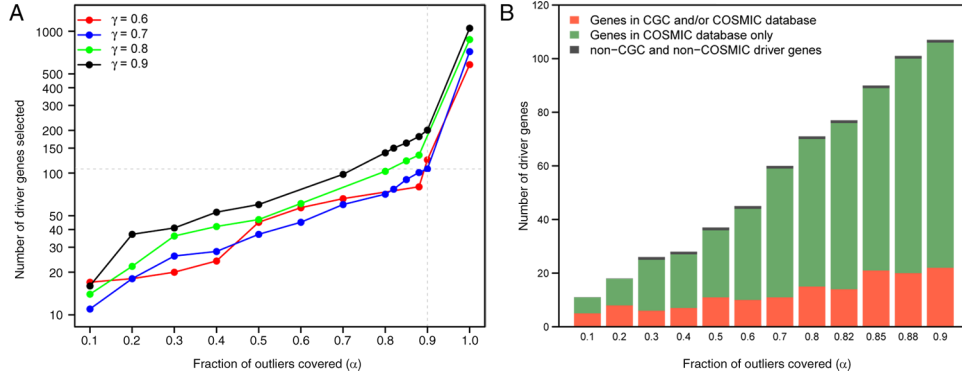 A
γ = 0.6
γ = 0.7
γ = 0.8
γ = 0.9
Number of driver genes selected
1000
500
400
300
200
150
100
50
40
30
20
10
0.1 0.2 0.3 0.4 0.5 0.6 0.7 0.8 0.9 1.0
Fraction of outliers covered (α)
B
Genes in CGC and/or COSMIC database
Genes in COSMIC database only
non-CGC and non-COSMIC driver genes
Number of driver genes
120
100
80
60
40
20
0
0.1 0.2 0.3 0.4 0.5 0.6 0.7 0.8 0.82 0.85 0.88 0.9
Fraction of outliers covered (α)